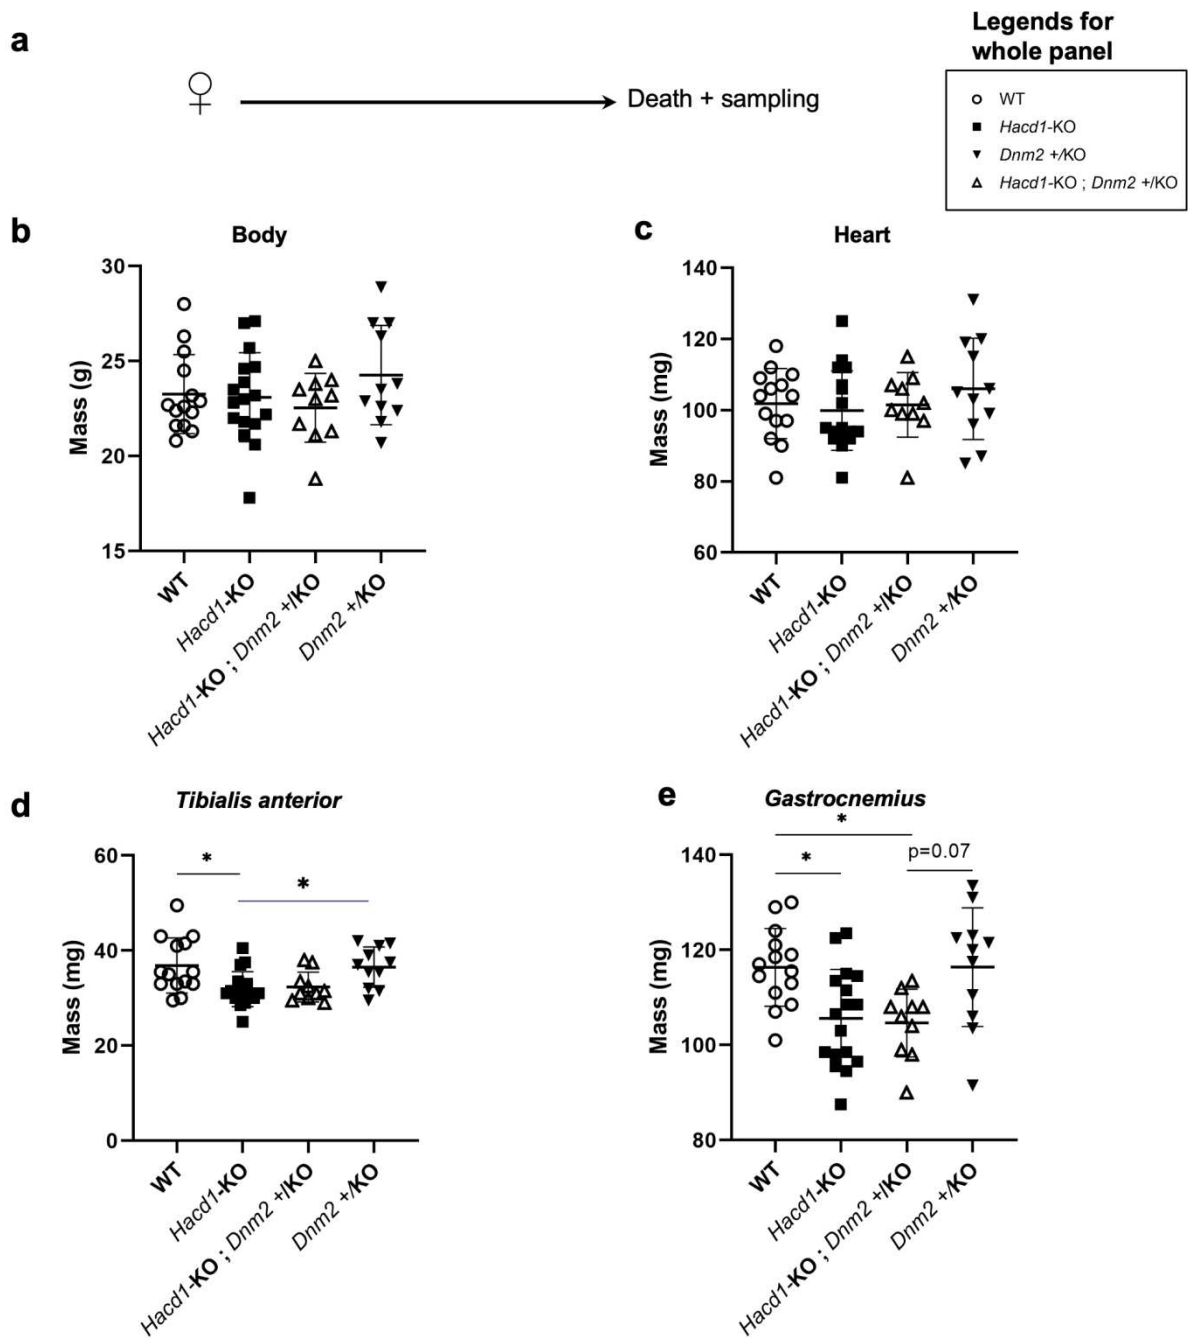 a
Death + sampling
Legends for
whole panel
WT
Hacd1-KO
Dnm2 +/KO
Hacd1-KO ; Dnm2 +/KO
b
Body
30
25
20
15
Mass (g)
WT
Hacd1-KO
Hacd1-KO ; Dnm2 +/KO
Dnm2 +/KO
c
Heart
140
120
100
80
60
Mass (mg)
WT
Hacd1-KO
Hacd1-KO ; Dnm2 +/KO
Dnm2 +/KO
d
Tibialis anterior
*
*
60
40
20
0
Mass (mg)
WT
Hacd1-KO
Hacd1-KO ; Dnm2 +/KO
Dnm2 +/KO
e
Gastrocnemius
*
*
p=0.07
140
120
100
80
Mass (mg)
WT
Hacd1-KO
Hacd1-KO ; Dnm2 +/KO
Dnm2 +/KO